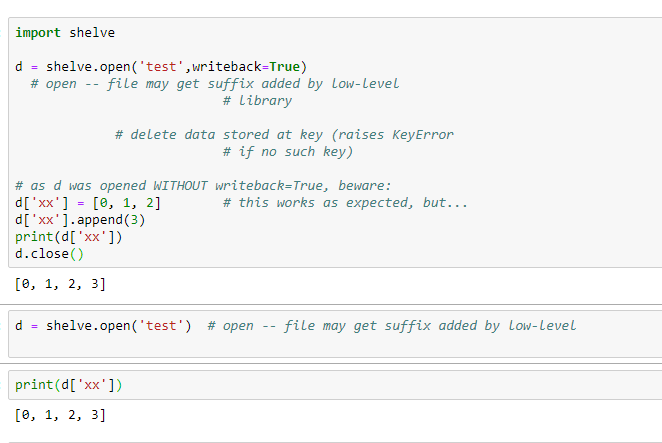 import shelve
d = shelve.open('test',writeback=True)
# open -- file may get suffix added by low-level
# library
# delete data stored at key (raises KeyError
# if no such key)
# as d was opened WITHOUT writeback=True, beware:
d['xx'] = [0, 1, 2] # this works as expected, but...
d['xx'].append(3)
print(d['xx'])
d.close()
[0, 1, 2, 3]
d = shelve.open('test') # open -- file may get suffix added by low-level
print(d['xx'])
[0, 1, 2, 3]